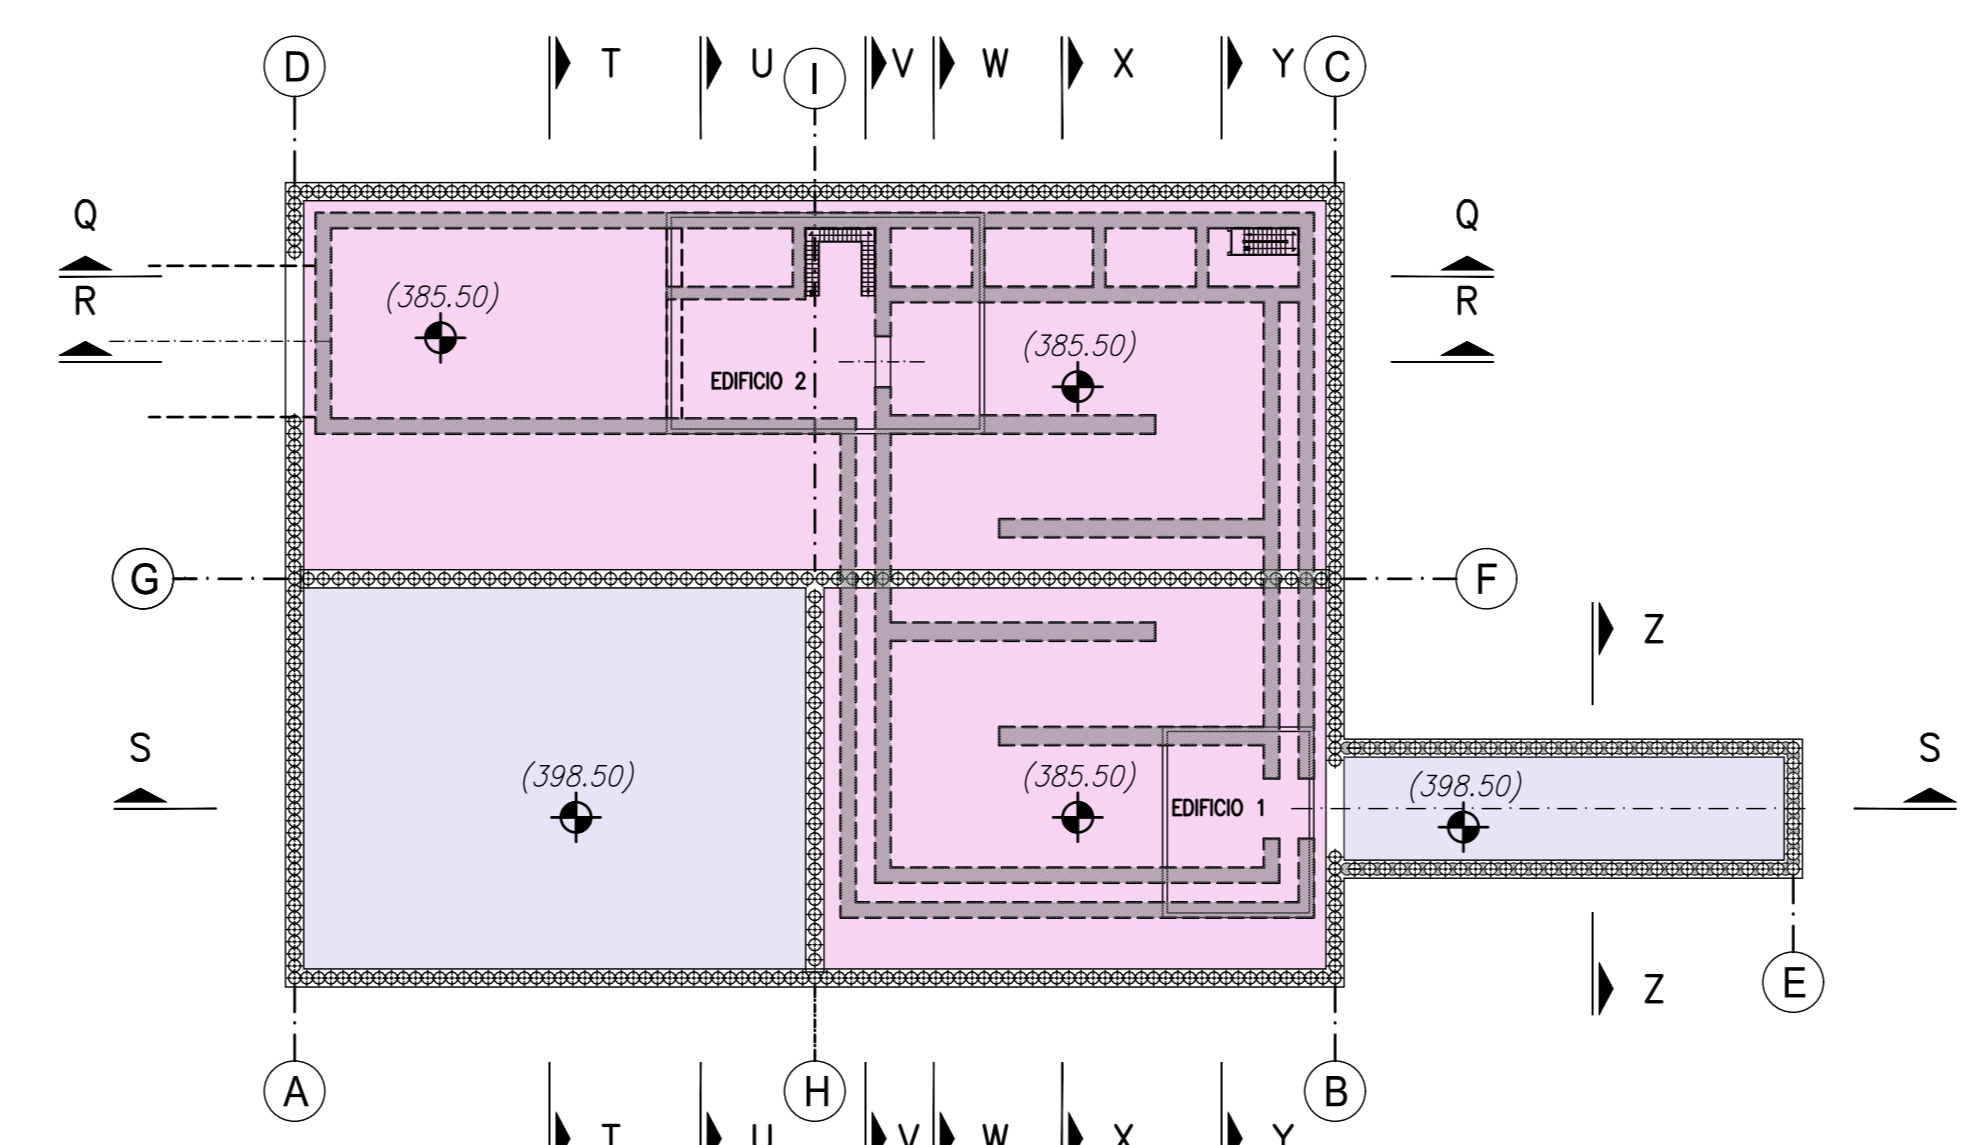 D T U I V W X Y C
Q Q
R R
(385.50)
(385.50)
EDIFICIO 2
G F
Z
S S
(398.50) (385.50) (398.50)
EDIFICIO 1
Z E
A H B
T U V W X Y